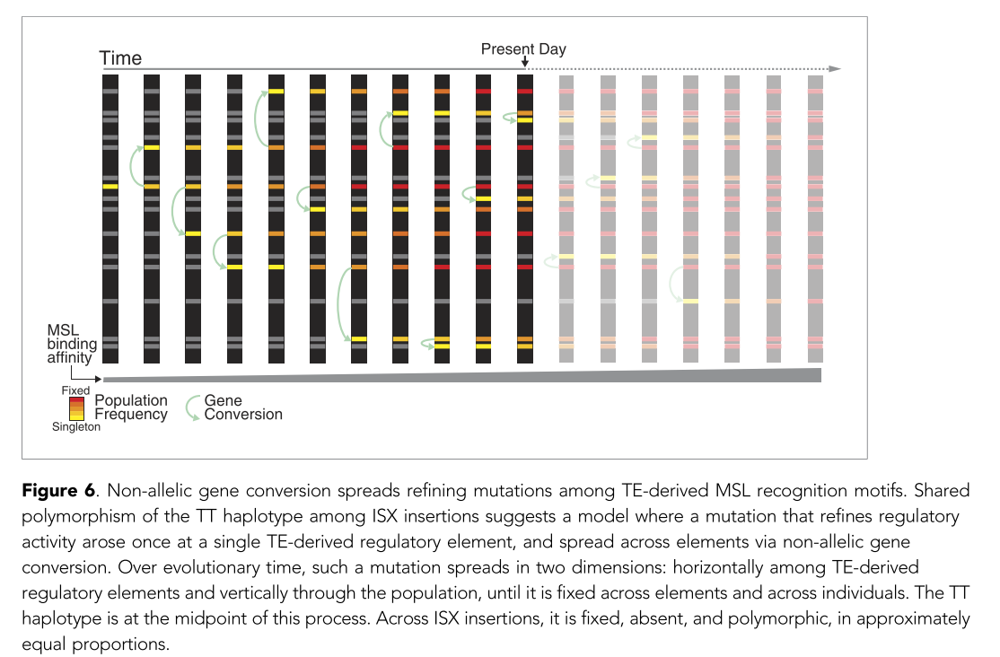 Time
Present Day
MSL
binding
affinity
Fixed
Singleton
Population
Frequency
Gene
Conversion
Figure 6. Non-allelic gene conversion spreads refining mutations among TE-derived MSL recognition motifs. Shared
polymorphism of the TT haplotype among ISX insertions suggests a model where a mutation that refines regulatory
activity arose once at a single TE-derived regulatory element, and spread across elements via non-allelic gene
conversion. Over evolutionary time, such a mutation spreads in two dimensions: horizontally among TE-derived
regulatory elements and vertically through the population, until it is fixed across elements and across individuals. The TT
haplotype is at the midpoint of this process. Across ISX insertions, it is fixed, absent, and polymorphic, in approximately
equal proportions.